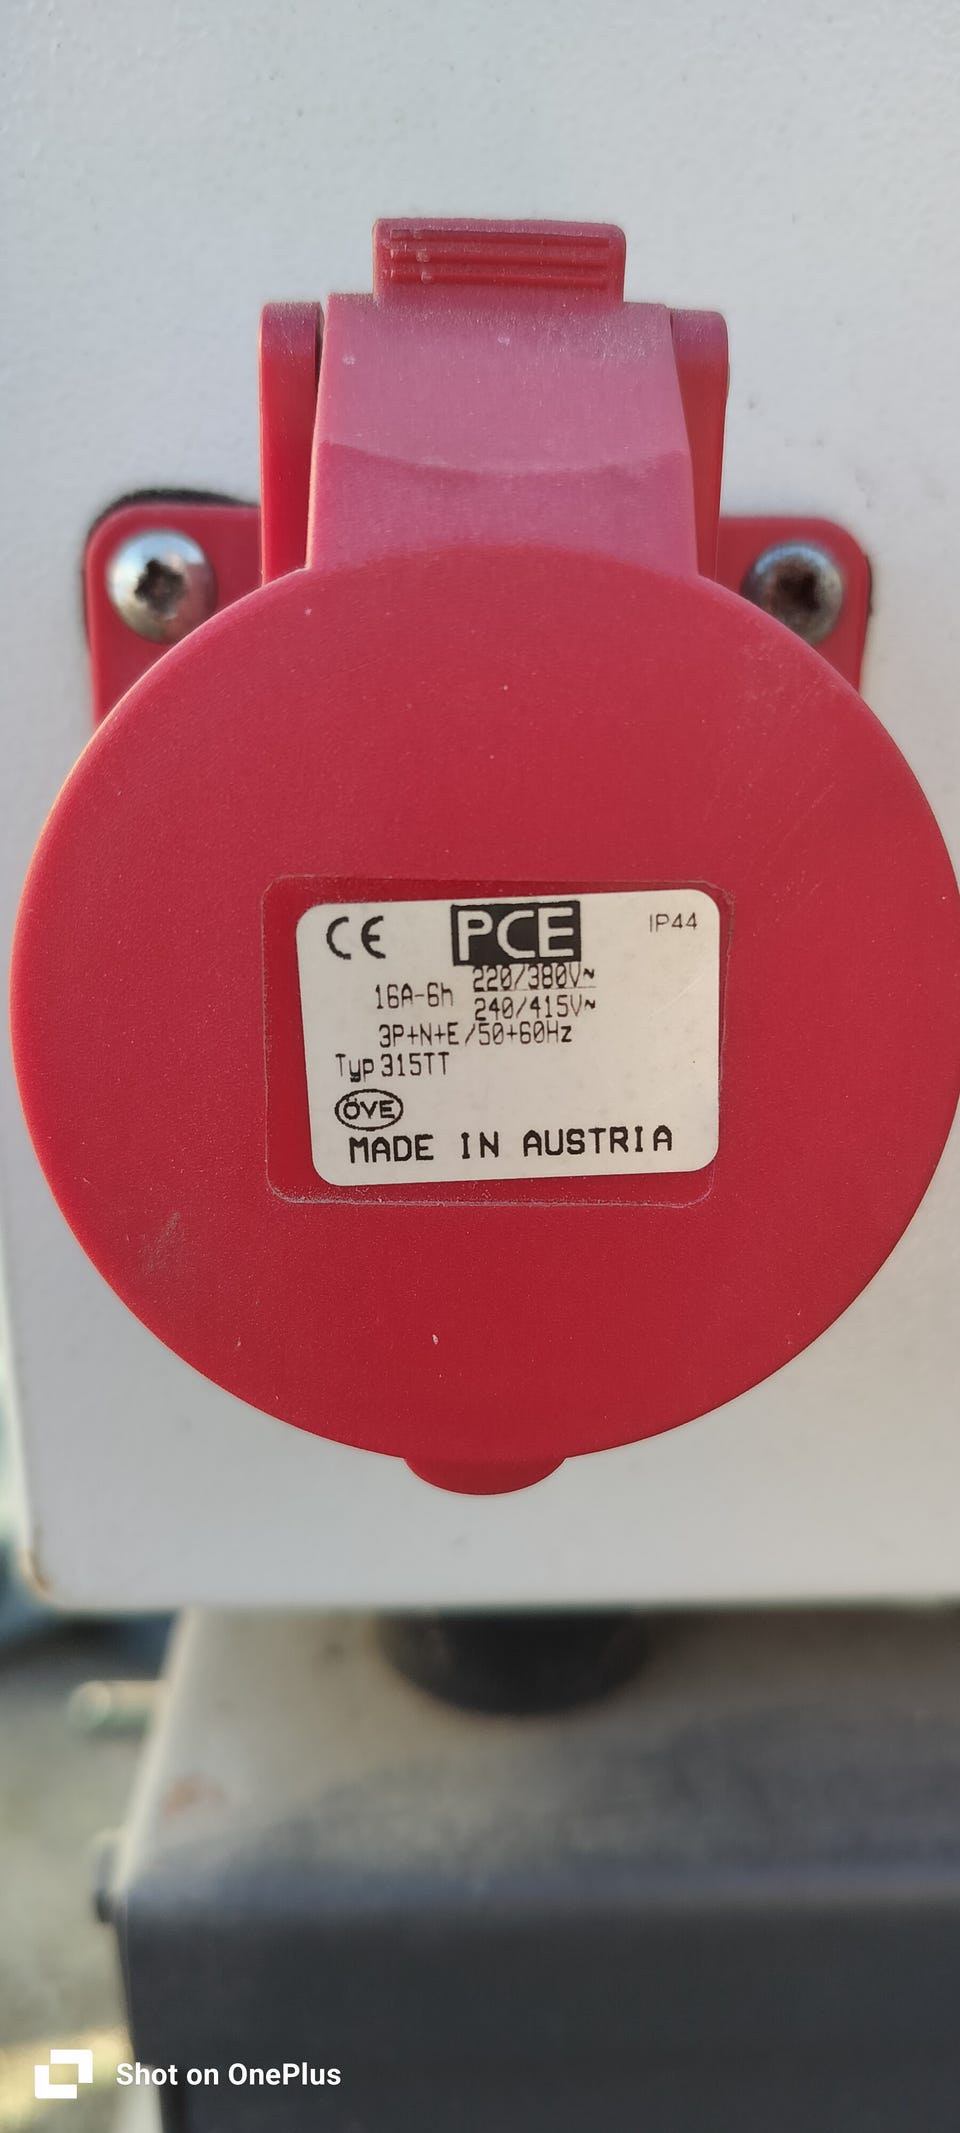 CE PCE IP44
16A-6h 220/380V~
240/415V~
3P+N+E/50+60Hz
Typ 315TT
ÖVE
MADE IN AUSTRIA
Shot on OnePlus